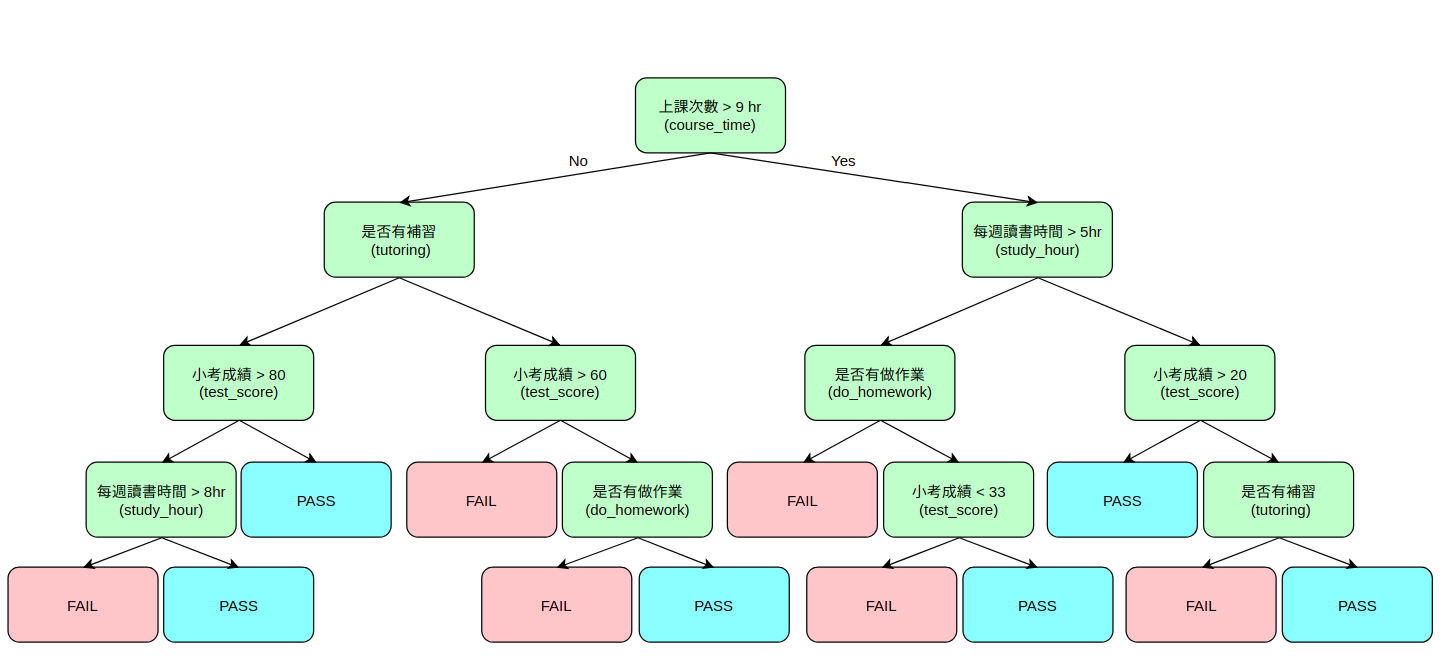 上課次數 > 9 hr
(course_time)
No
Yes
是否有補習
(tutoring)
每週讀書時間 > 5hr
(study_hour)
小考成績 > 80
(test_score)
小考成績 > 60
(test_score)
是否有做作業
(do_homework)
小考成績 > 20
(test_score)
每週讀書時間 > 8hr
(study_hour)
PASS
FAIL
是否有做作業
(do_homework)
FAIL
小考成績 < 33
(test_score)
PASS
是否有補習
(tutoring)
FAIL
PASS
FAIL
PASS
FAIL
PASS
FAIL
PASS